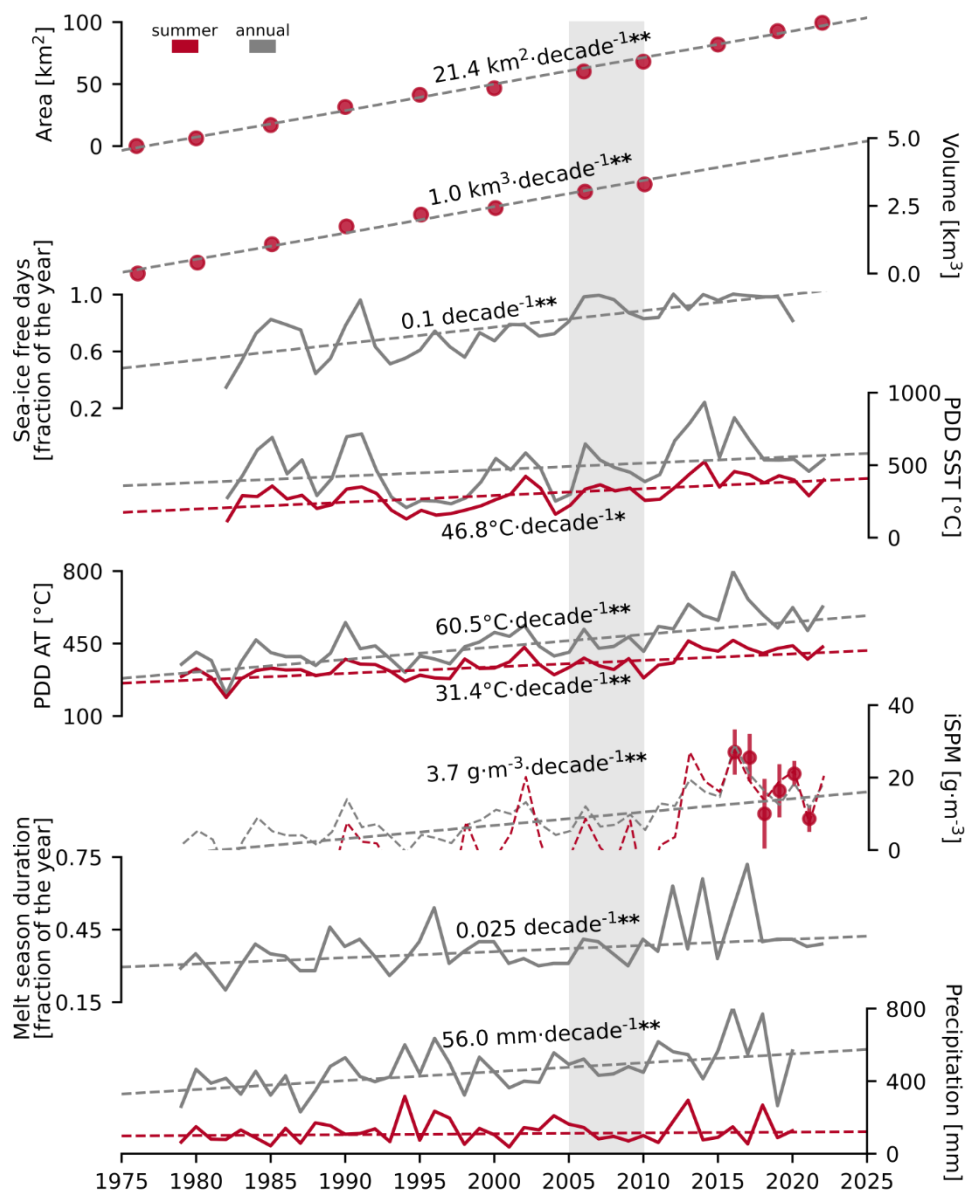 summer annual
Area [km²]
100
50
0
21.4 km²·decade⁻¹**
Volume [km³]
5.0
2.5
0.0
1.0 km³·decade⁻¹**
Sea-ice free days
[fraction of the year]
1.0
0.6
0.2
0.1 decade⁻¹**
PDD SST
[°C]
1000
500
0
46.8°C·decade⁻¹*
PDD AT [°C]
800
450
100
60.5°C·decade⁻¹**
31.4°C·decade⁻¹**
iSPM [g·m⁻³]
40
20
0
3.7 g·m⁻³·decade⁻¹**
Melt season duration
[fraction of the year]
0.75
0.45
0.15
0.025 decade⁻¹**
Precipitation [mm]
800
400
0
56.0 mm·decade⁻¹**
1975 1980 1985 1990 1995 2000 2005 2010 2015 2020 2025